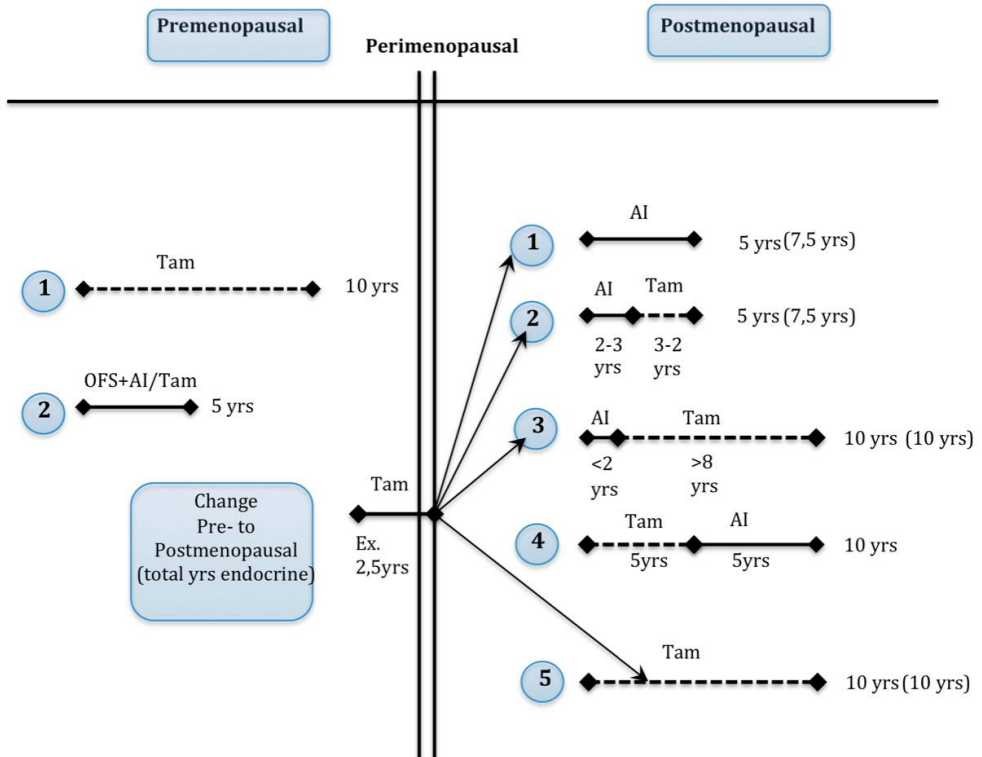 Premenopausal
Perimenopausal
Postmenopausal
1
Tam
10 yrs
2
OFS+AI/Tam
5 yrs
Change
Pre- to
Postmenopausal
(total yrs endocrine)
Tam
Ex.
2,5yrs
1
AI
5 yrs (7,5 yrs)
2
AI Tam
5 yrs (7,5 yrs)
2-3 3-2
yrs yrs
3
AI Tam
10 yrs (10 yrs)
<2 >8
yrs yrs
4
Tam AI
10 yrs
5yrs 5yrs
5
Tam
10 yrs (10 yrs)